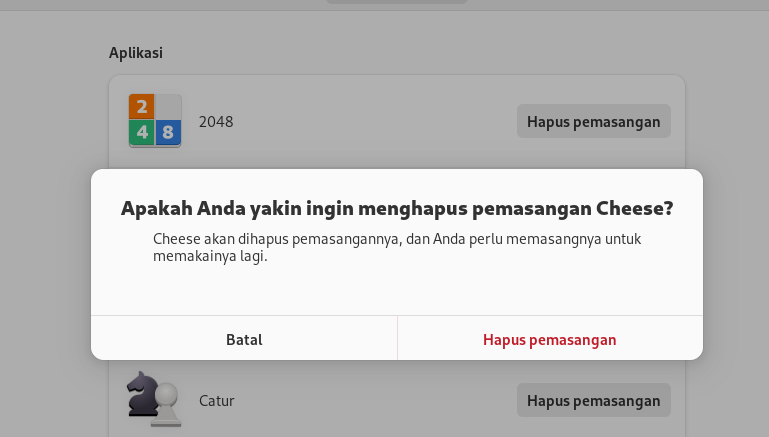 Aplikasi
2
4 8
2048
Hapus pemasangan
Apakah Anda yakin ingin menghapus pemasangan Cheese?
Cheese akan dihapus pemasangannya, dan Anda perlu memasangnya untuk
memakainya lagi.
Batal
Hapus pemasangan
Catur
Hapus pemasangan